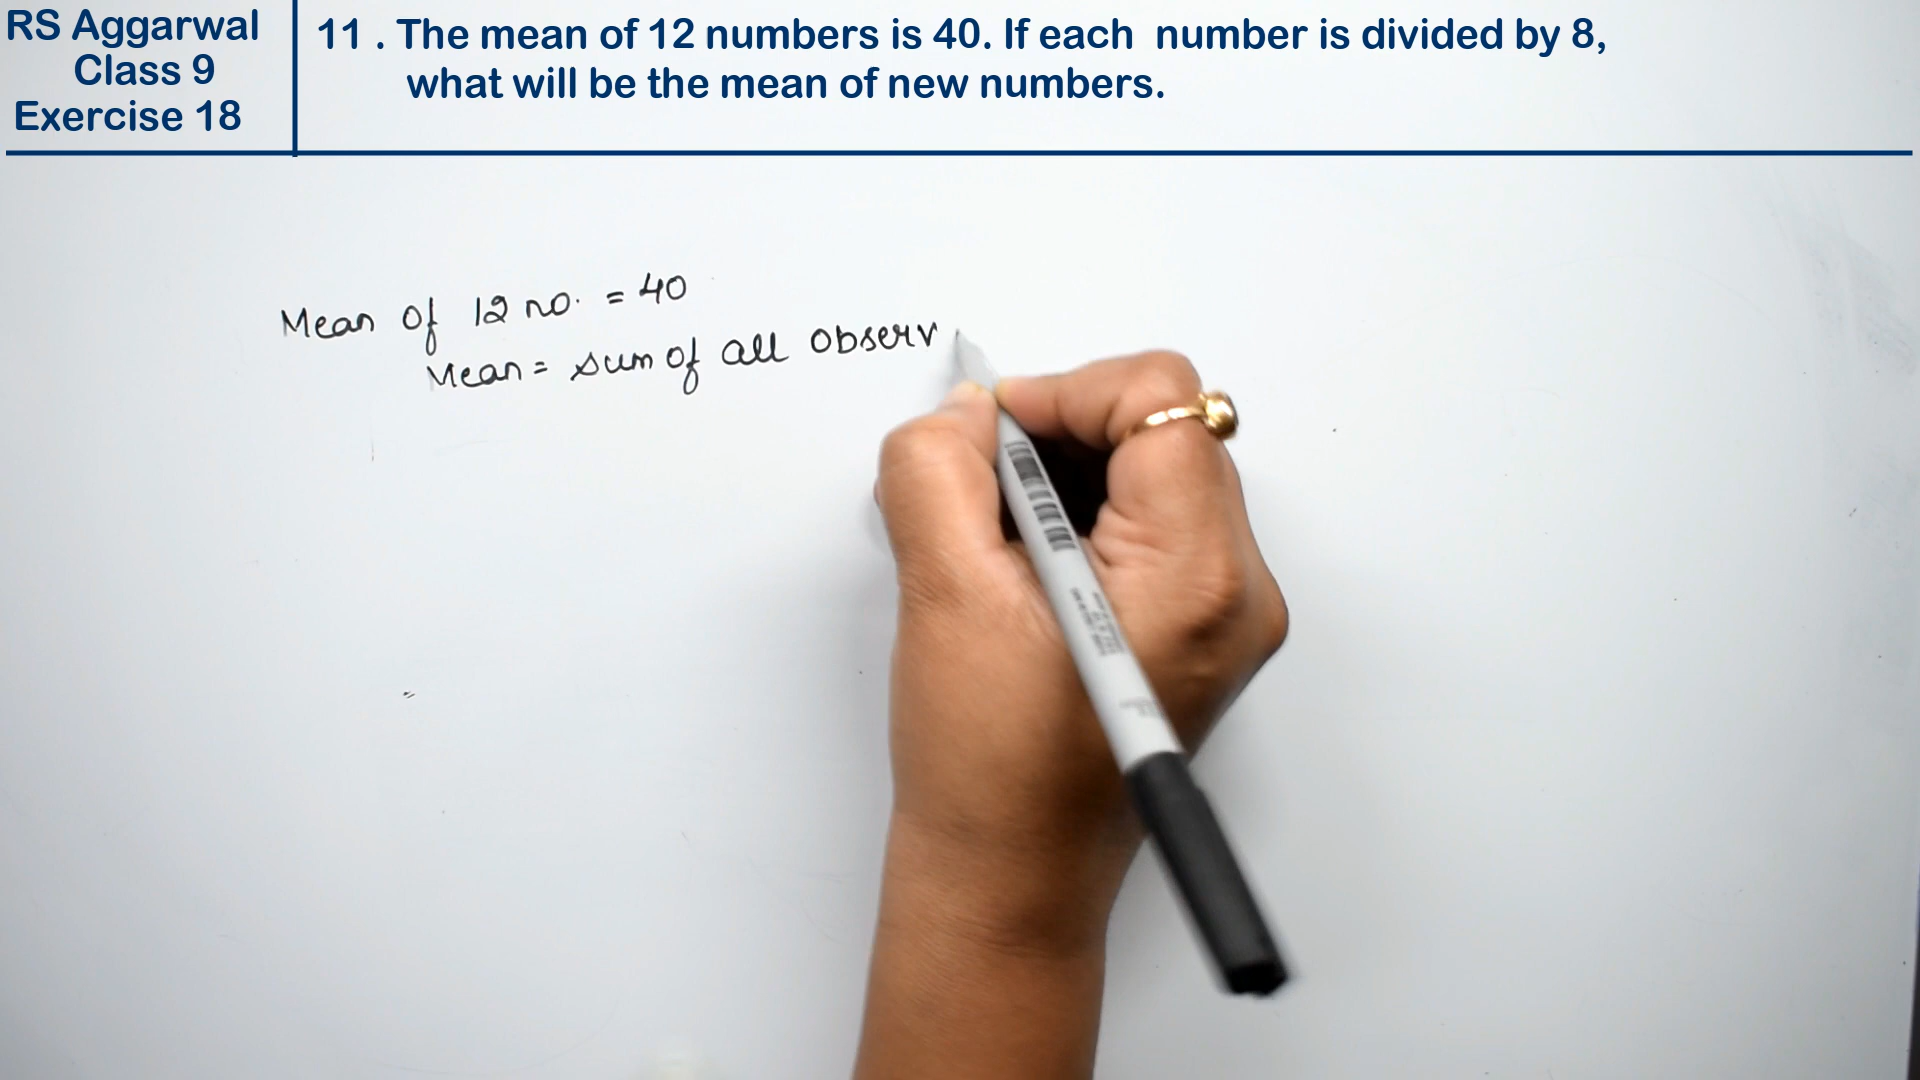 RS Aggarwal
Class 9
Exercise 18
11 . The mean of 12 numbers is 40. If each number is divided by 8,
what will be the mean of new numbers.
Mean of 12 no. = 40
Mean = sum of all observ